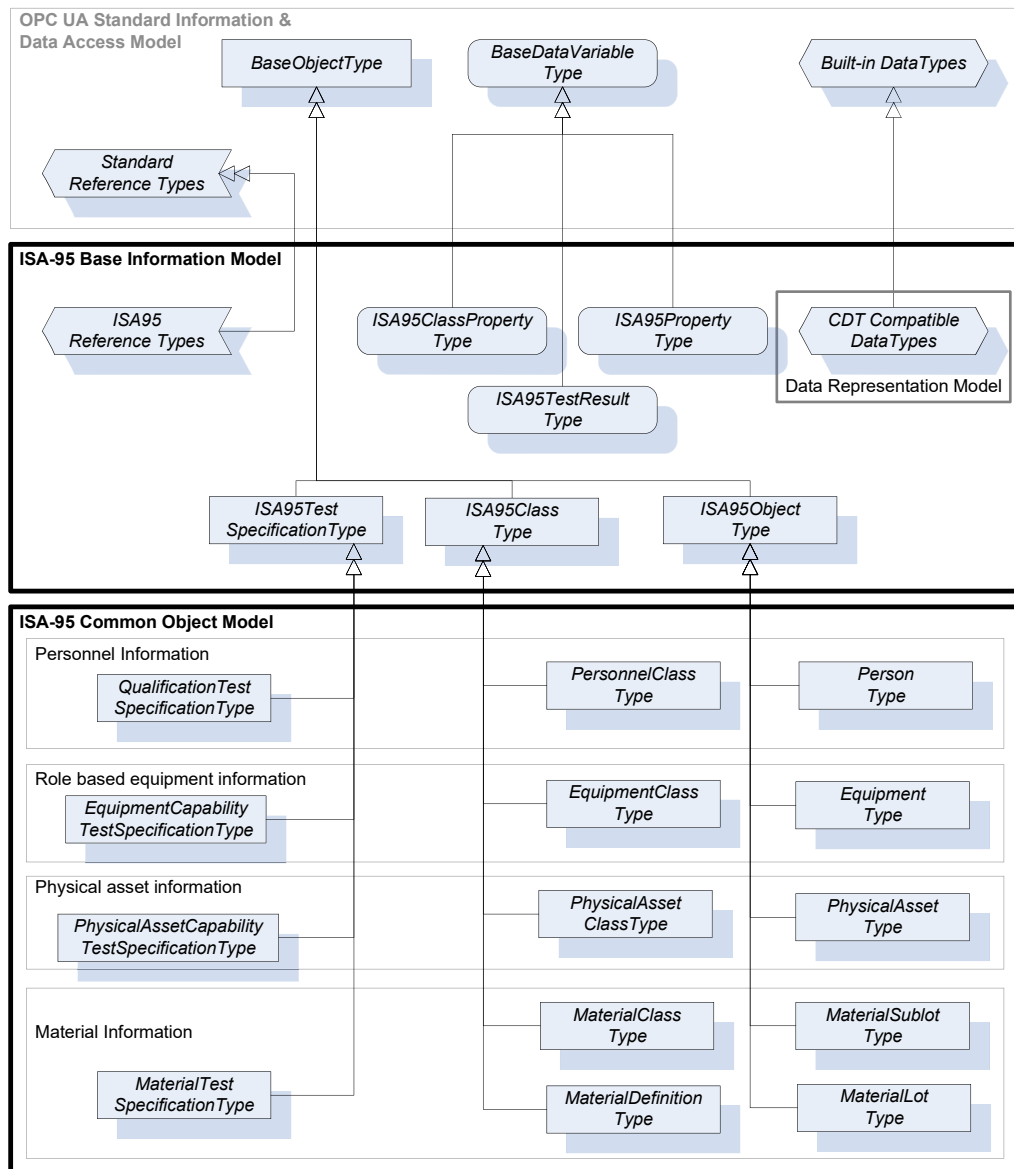 OPC UA Standard Information &
Data Access Model
BaseObjectType
BaseDataVariable
Type
Built-in DataTypes
Standard
Reference Types
ISA-95 Base Information Model
ISA95
Reference Types
ISA95ClassProperty
Type
ISA95Property
Type
CDT Compatible
DataTypes
Data Representation Model
ISA95TestResult
Type
ISA95Test
SpecificationType
ISA95Class
Type
ISA95Object
Type
ISA-95 Common Object Model
Personnel Information
QualificationTest
SpecificationType
PersonnelClass
Type
Person
Type
Role based equipment information
EquipmentCapability
TestSpecificationType
EquipmentClass
Type
Equipment
Type
Physical asset information
PhysicalAssetCapability
TestSpecificationType
PhysicalAsset
ClassType
PhysicalAsset
Type
Material Information
MaterialClass
Type
MaterialSublot
Type
MaterialTest
SpecificationType
MaterialDefinition
Type
MaterialLot
Type